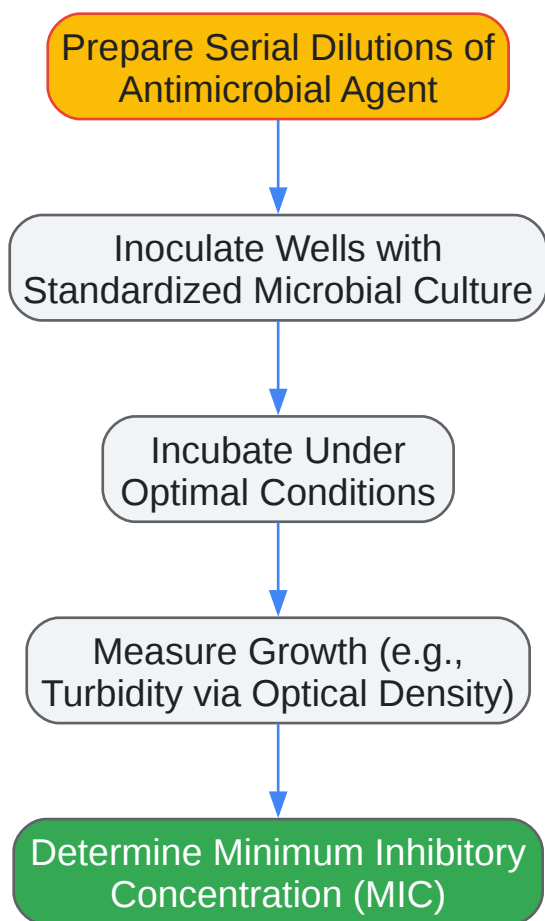 Prepare Serial Dilutions of
Antimicrobial Agent
Inoculate Wells with
Standardized Microbial Culture
Incubate Under
Optimal Conditions
Measure Growth (e.g.,
Turbidity via Optical Density)
Determine Minimum Inhibitory
Concentration (MIC)